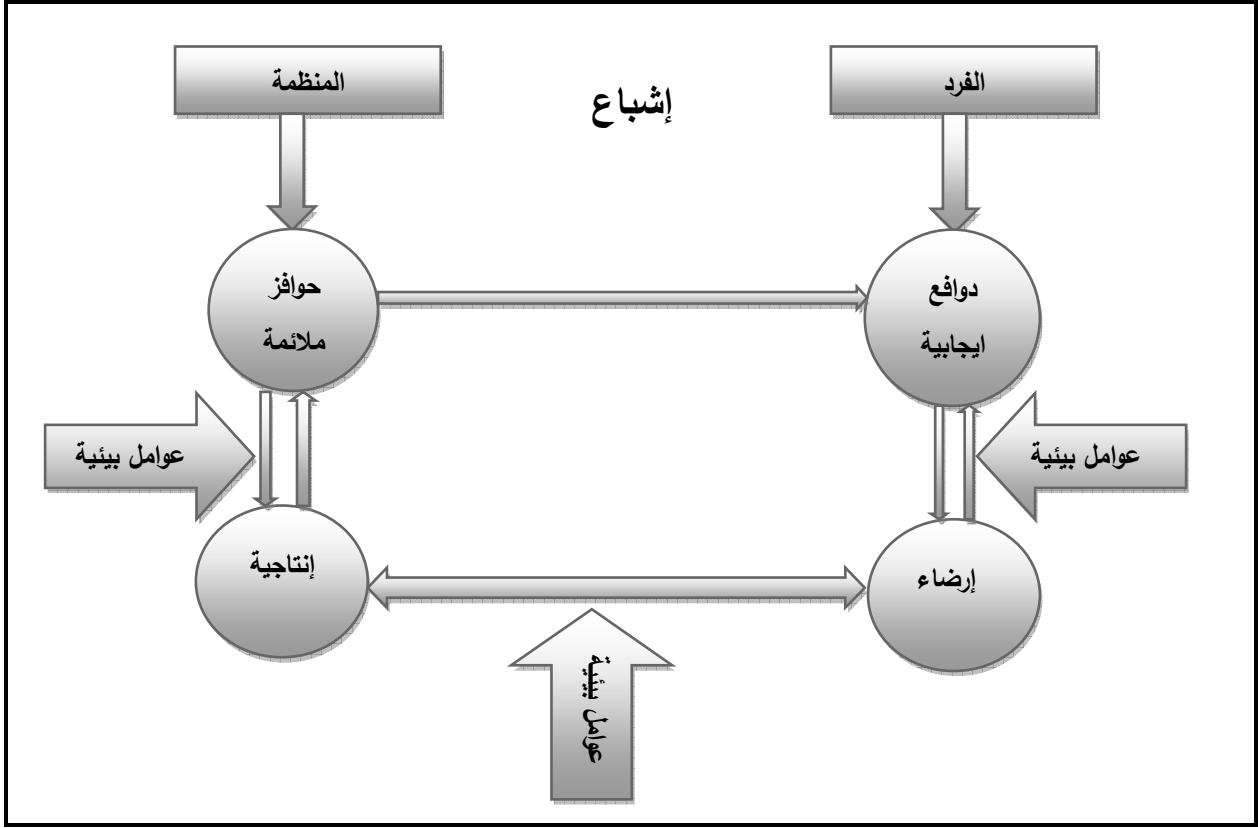 الفرد
المنظمة
إشباع
دوافع
ايجابية
حوافز
ملائمة
عوامل بيئية
عوامل بيئية
إرضاء
إنتاجية
عوامل بيئية